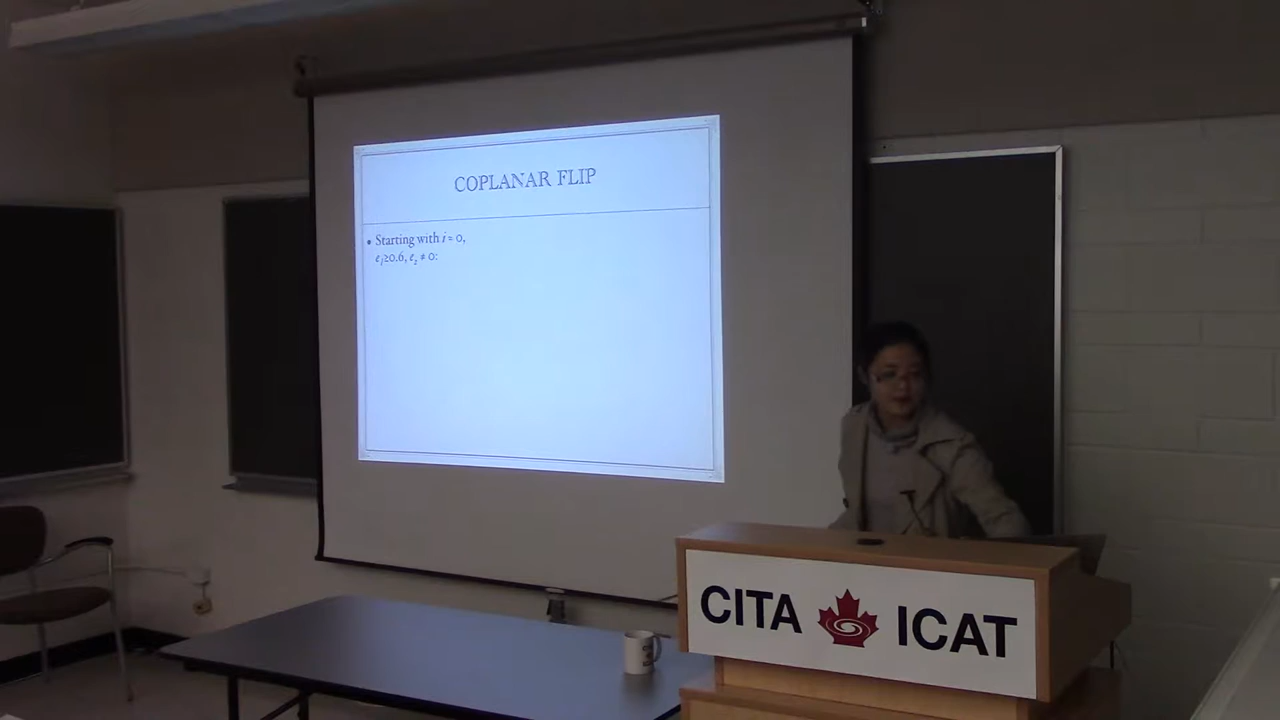 COPLANAR FLIP
• Starting with i = 0,
e₁≥0.6, e₂ ≠ 0:
CITA ICAT